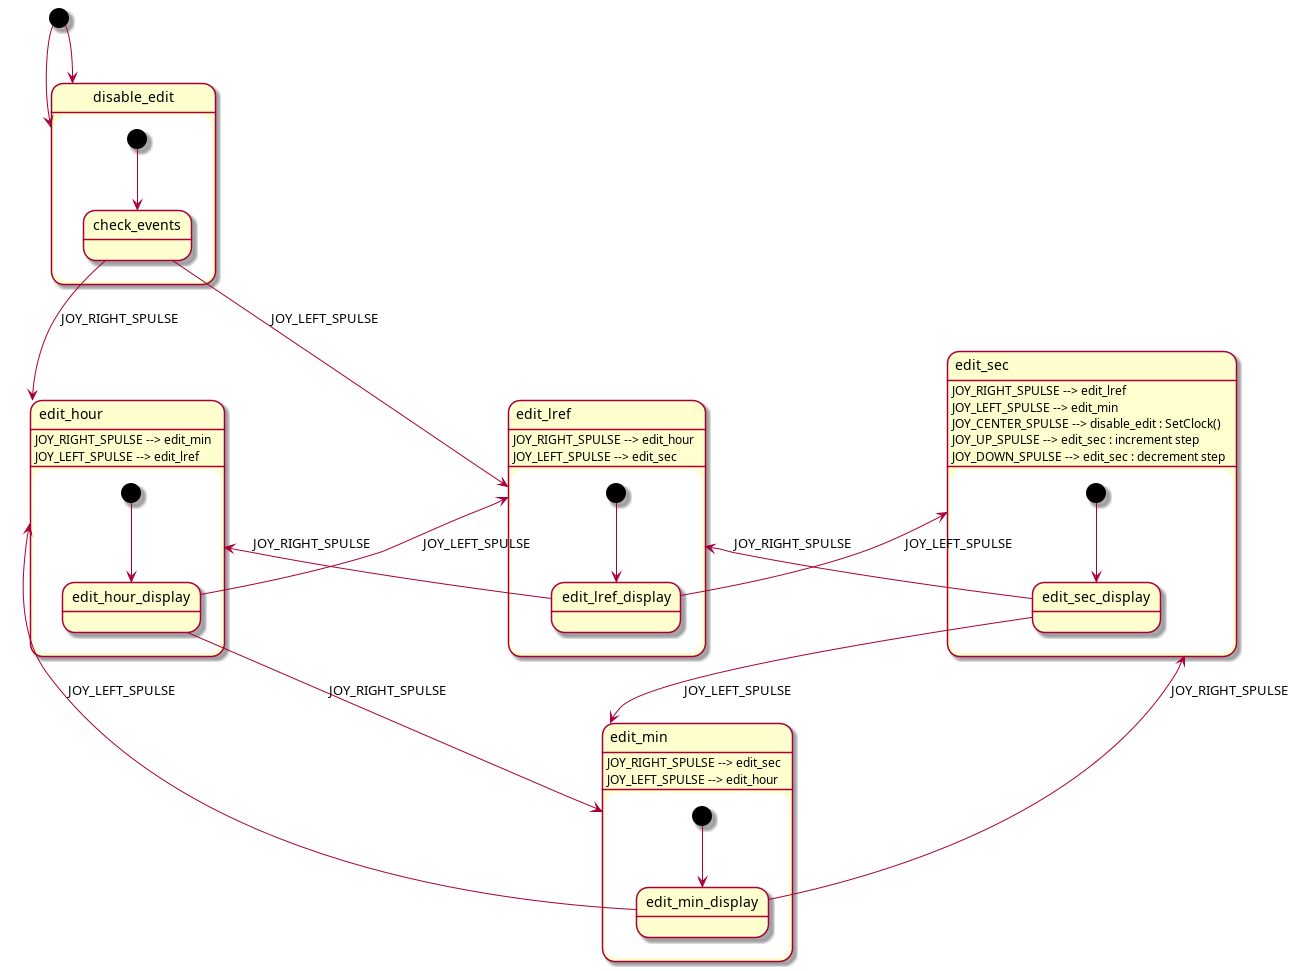 disable_edit
check_events
JOY_RIGHT_SPULSE
JOY_LEFT_SPULSE
edit_hour
JOY_RIGHT_SPULSE --> edit_min
JOY_LEFT_SPULSE --> edit_lref
edit_hour_display
edit_lref
JOY_RIGHT_SPULSE --> edit_hour
JOY_LEFT_SPULSE --> edit_sec
edit_lref_display
edit_sec
JOY_RIGHT_SPULSE --> edit_lref
JOY_LEFT_SPULSE --> edit_min
JOY_CENTER_SPULSE --> disable_edit : SetClock()
JOY_UP_SPULSE --> edit_sec : increment step
JOY_DOWN_SPULSE --> edit_sec : decrement step
edit_sec_display
JOY_RIGHT_SPULSE
JOY_LEFT_SPULSE
JOY_RIGHT_SPULSE
JOY_LEFT_SPULSE
JOY_LEFT_SPULSE
JOY_RIGHT_SPULSE
JOY_LEFT_SPULSE
JOY_RIGHT_SPULSE
edit_min
JOY_RIGHT_SPULSE --> edit_sec
JOY_LEFT_SPULSE --> edit_hour
edit_min_display